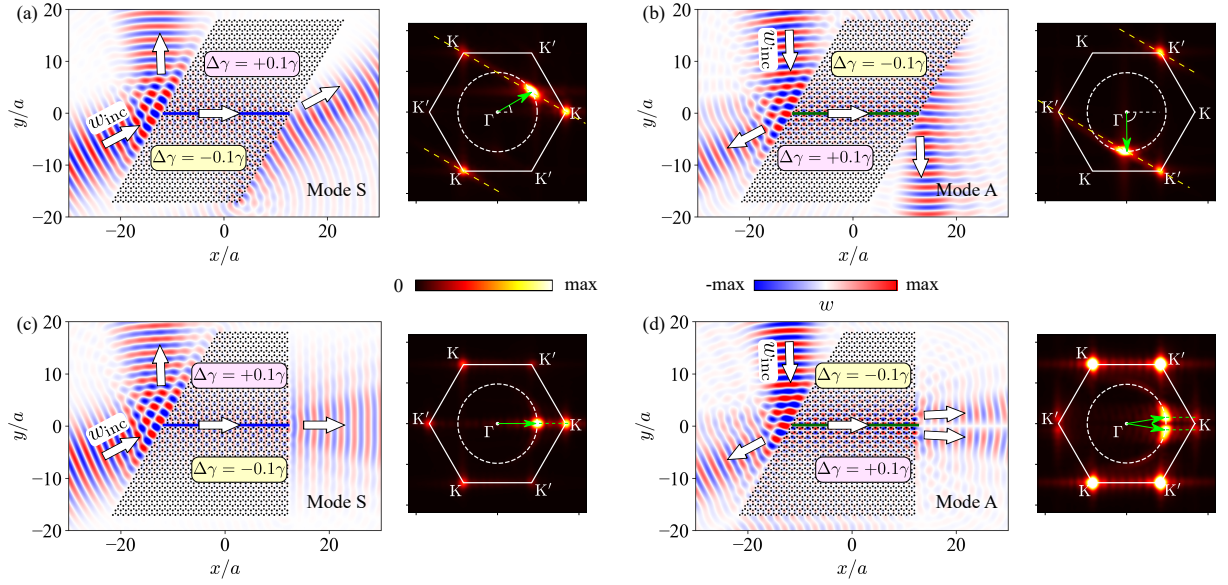 (a)
20
10
0
−10
−20
y/a
−20
0
20
x/a
Δγ = +0.1γ
w_inc
Δγ = −0.1γ
Mode S
K
K′
K′
Γ
K
K
K′
(b)
20
10
0
−10
−20
y/a
−20
0
20
x/a
w_inc
Δγ = −0.1γ
Δγ = +0.1γ
Mode A
K
K′
K′
Γ
K
K
K′
0
max
-max
max
w
(c)
20
10
0
−10
−20
y/a
−20
0
20
x/a
Δγ = +0.1γ
w_inc
Δγ = −0.1γ
Mode S
K
K′
K′
Γ
K
K
K′
(d)
20
10
0
−10
−20
y/a
−20
0
20
x/a
w_inc
Δγ = −0.1γ
Δγ = +0.1γ
Mode A
K
K′
K′
Γ
K
K
K′